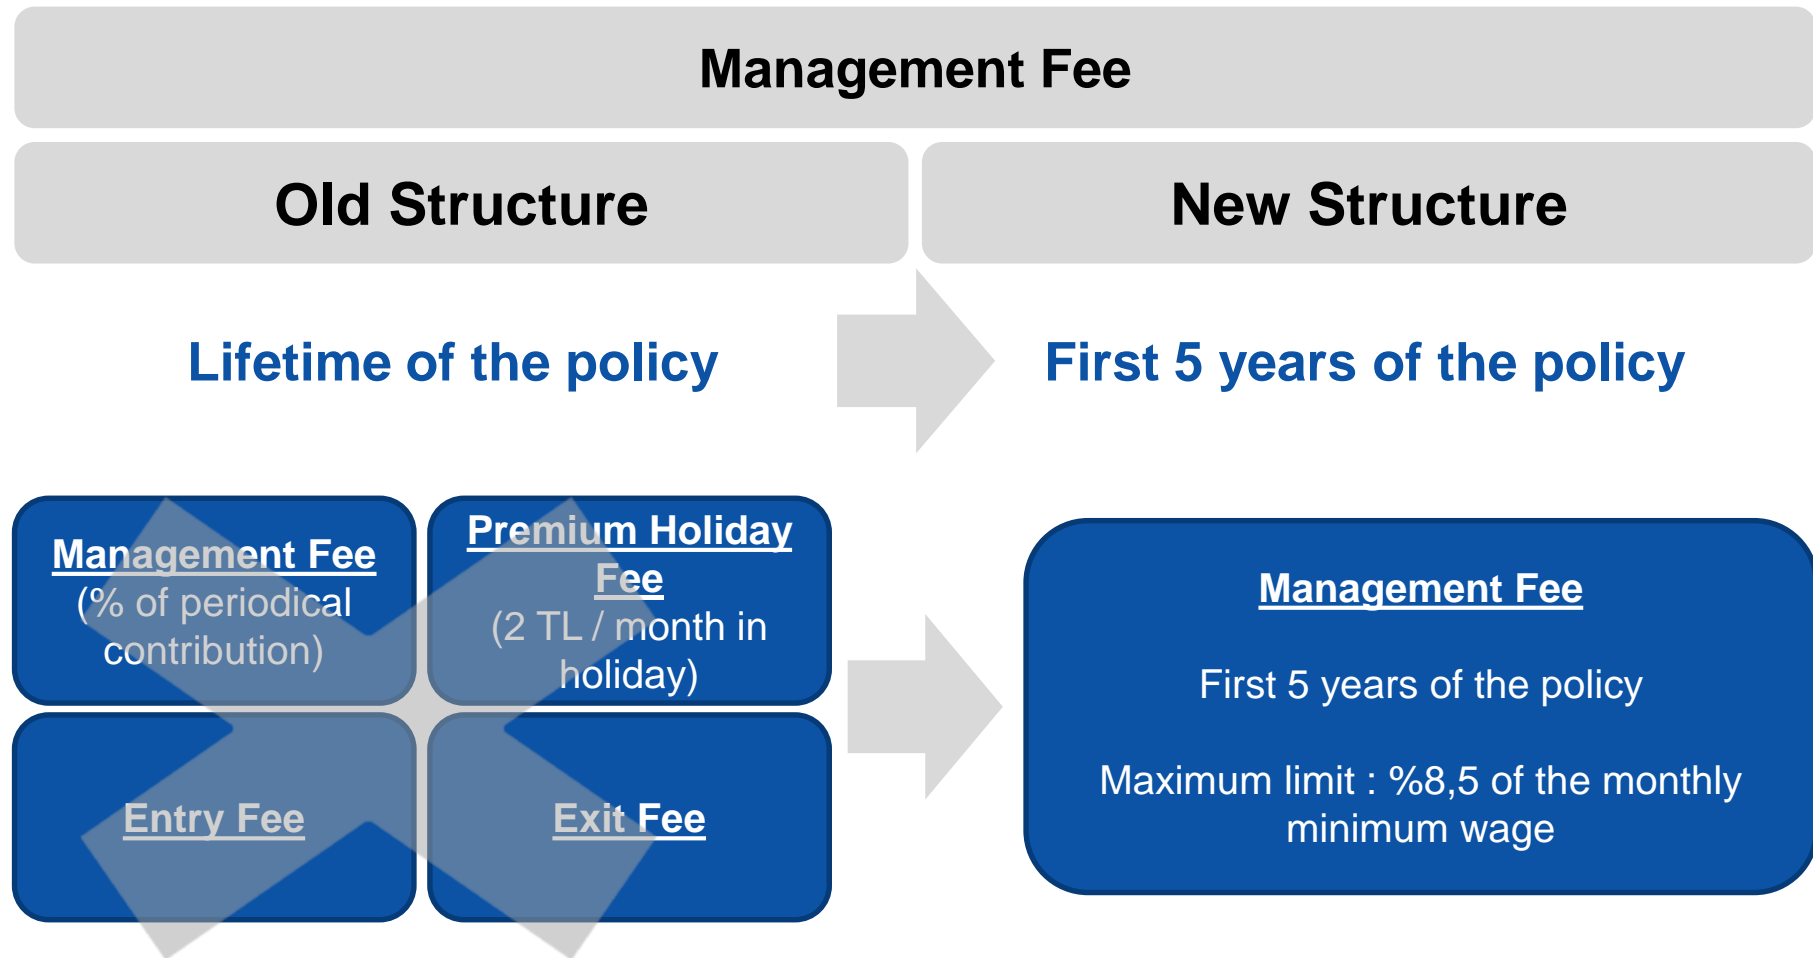 Management Fee
Old Structure
New Structure
Lifetime of the policy
First 5 years of the policy
Management Fee
(% of periodical
contribution)
Premium Holiday
Fee
(2 TL / month in
holiday)
Entry Fee
Exit Fee
Management Fee
First 5 years of the policy
Maximum limit : %8,5 of the monthly
minimum wage